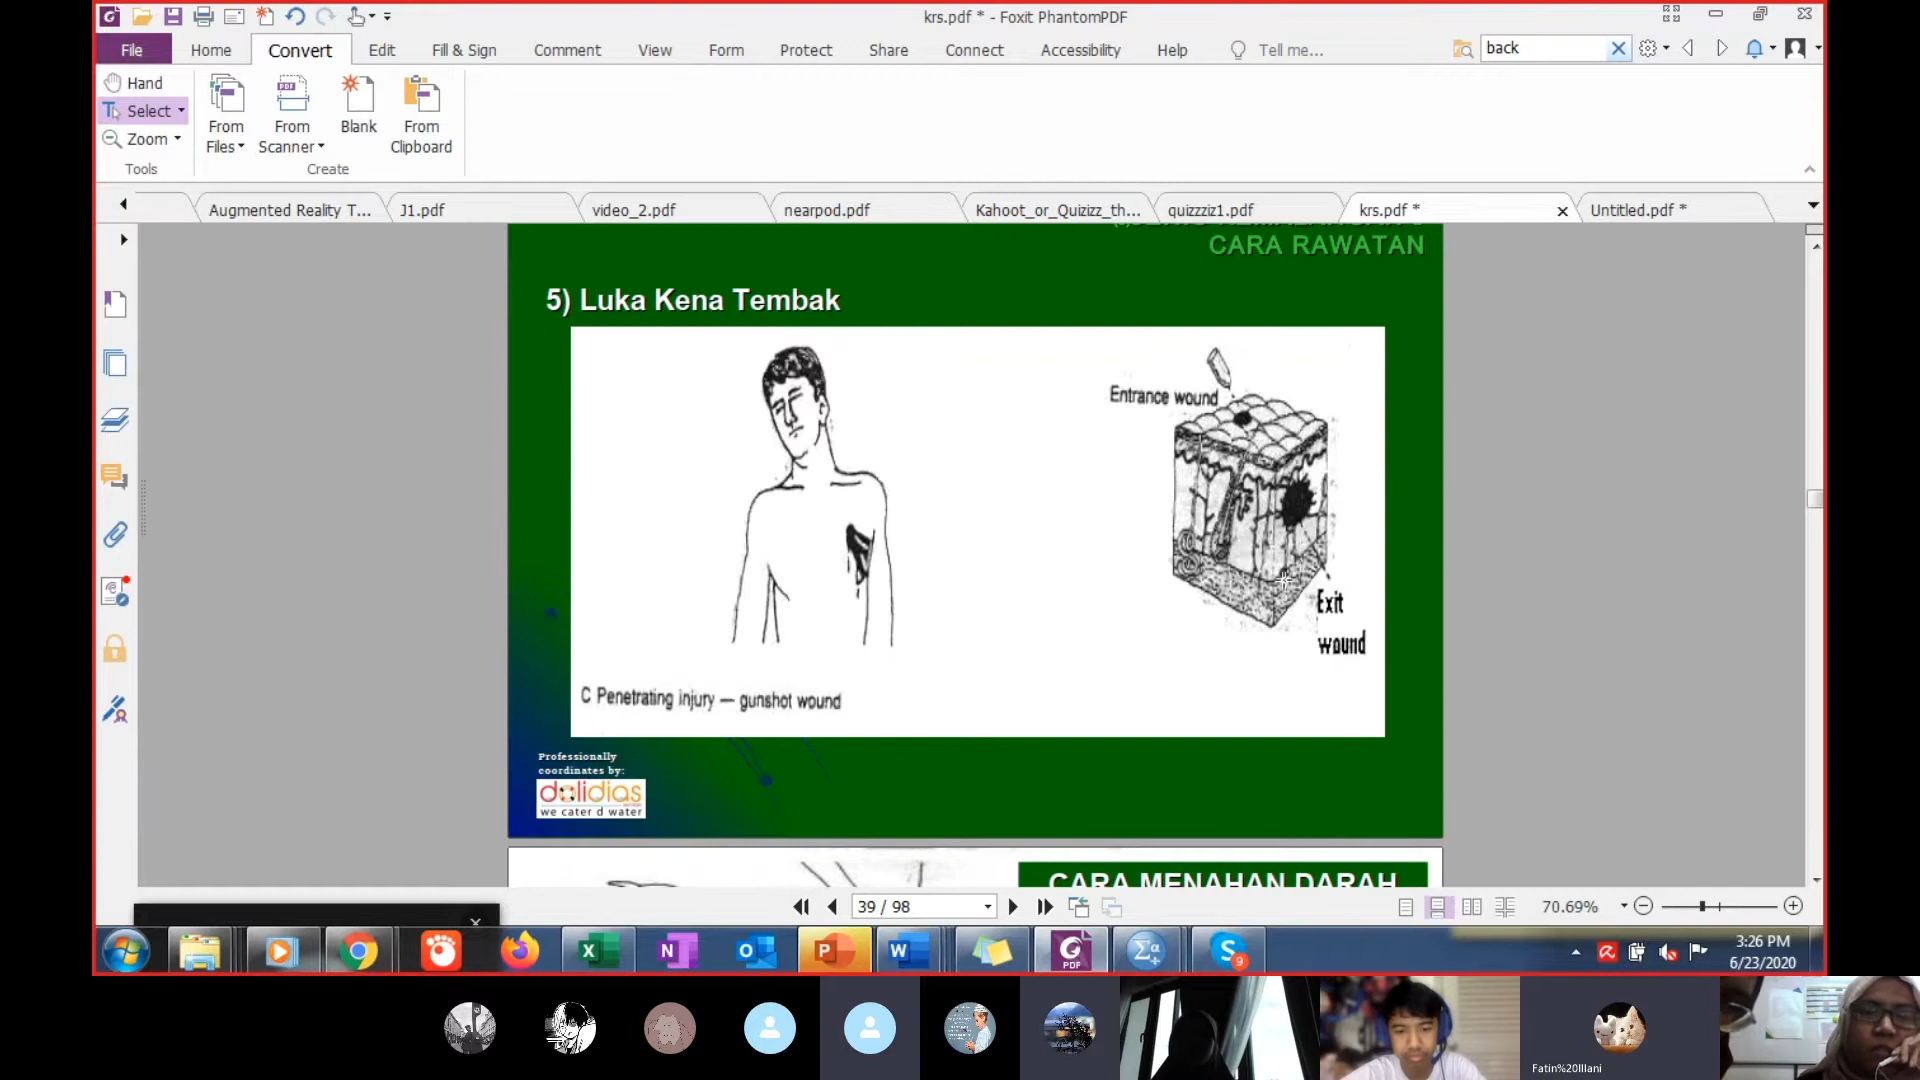 krs.pdf * - Foxit PhantomPDF
File
Home
Convert
Edit
Fill & Sign
Comment
View
Form
Protect
Share
Connect
Accessibility
Help
Tell me...
back
Hand
Select
Zoom
Tools
From
Files
From
Scanner
Blank
From
Clipboard
Create
Augmented Reality T...
J1.pdf
video_2.pdf
nearpod.pdf
Kahoot_or_Quizizz_th...
quizzziz1.pdf
krs.pdf *
Untitled.pdf *
CARA RAWATAN
5) Luka Kena Tembak
Entrance wound
Exit
wound
C Penetrating injury — gunshot wound
Professionally
coordinates by:
dolidias
we cater d water
CARA MENAHAN DARAH
39 / 98
70.69%
3:26 PM
6/23/2020
Fatin%20Illani